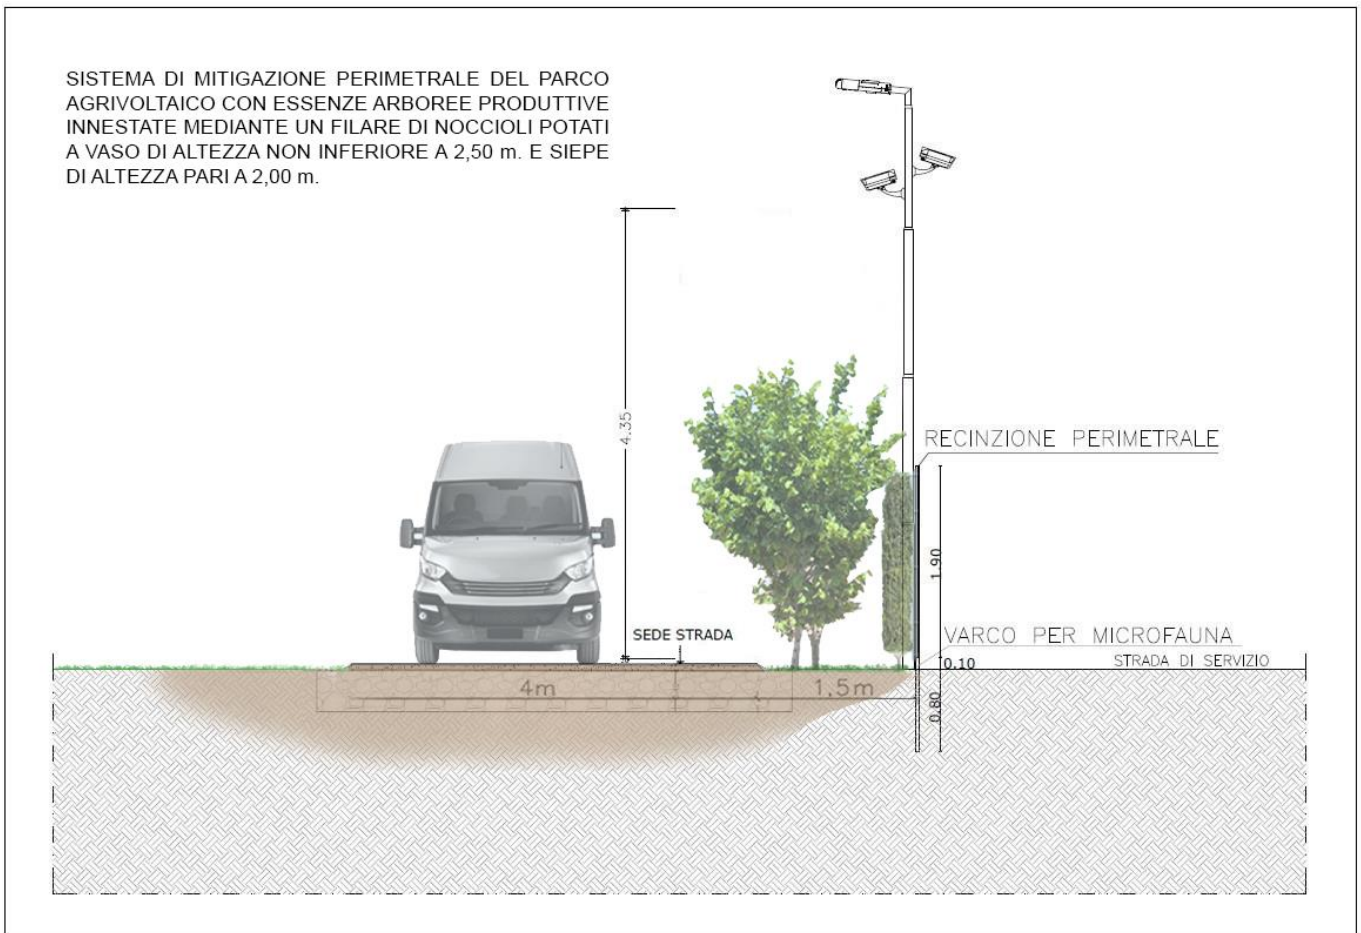 SISTEMA DI MITIGAZIONE PERIMETRALE DEL PARCO
AGRIVOLTAICO CON ESSENZE ARBOREE PRODUTTIVE
INNESTATE MEDIANTE UN FILARE DI NOCCIOLI POTATI
A VASO DI ALTEZZA NON INFERIORE A 2,50 m. E SIEPE
DI ALTEZZA PARI A 2,00 m.
4.35
RECINZIONE PERIMETRALE
1.90
SEDE STRADA
VARCO PER MICROFAUNA
0.10
STRADA DI SERVIZIO
4m
1.5m
0.80